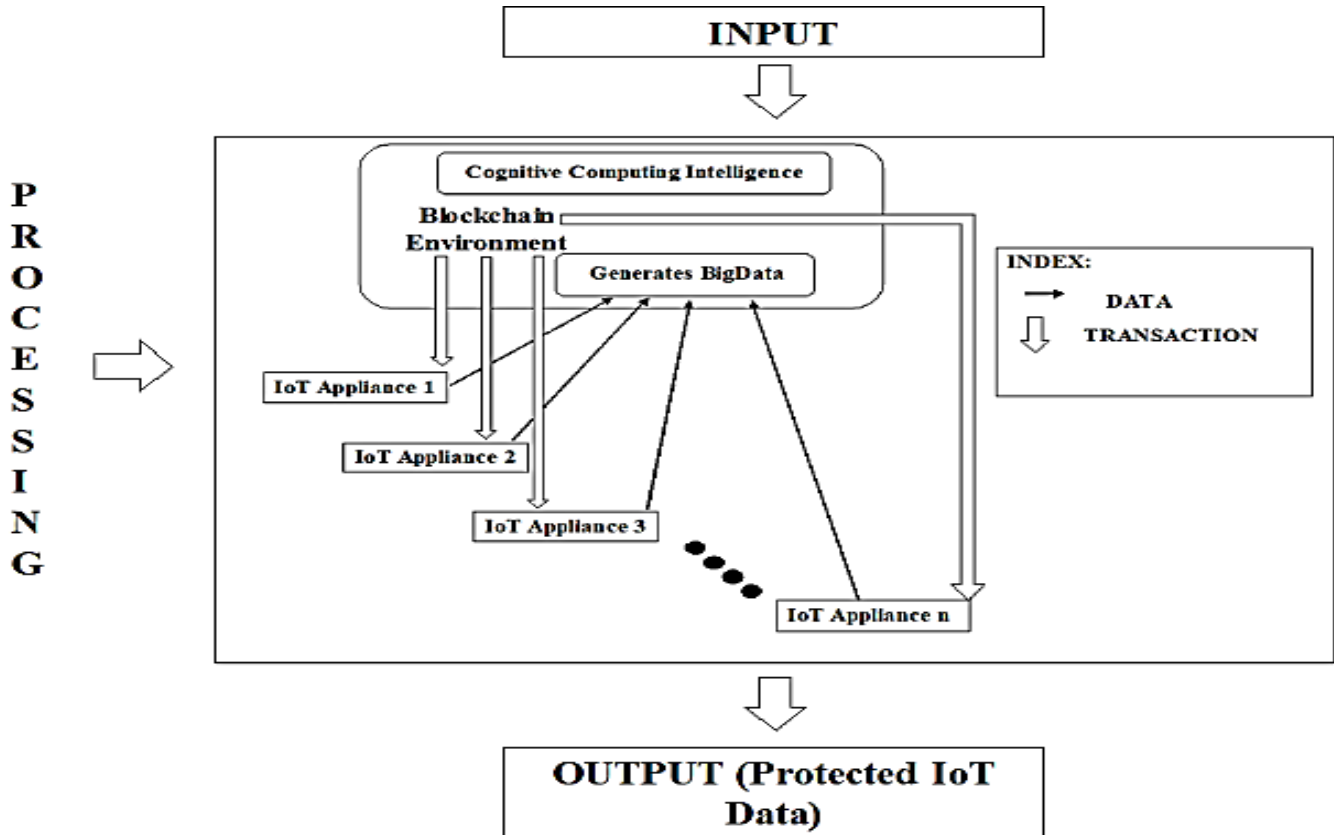 INPUT
PROCESSING
Cognitive Computing Intelligence
Blockchain
Environment
Generates BigData
INDEX:
DATA
TRANSACTION
IoT Appliance 1
IoT Appliance 2
IoT Appliance 3
IoT Appliance n
OUTPUT (Protected IoT
Data)